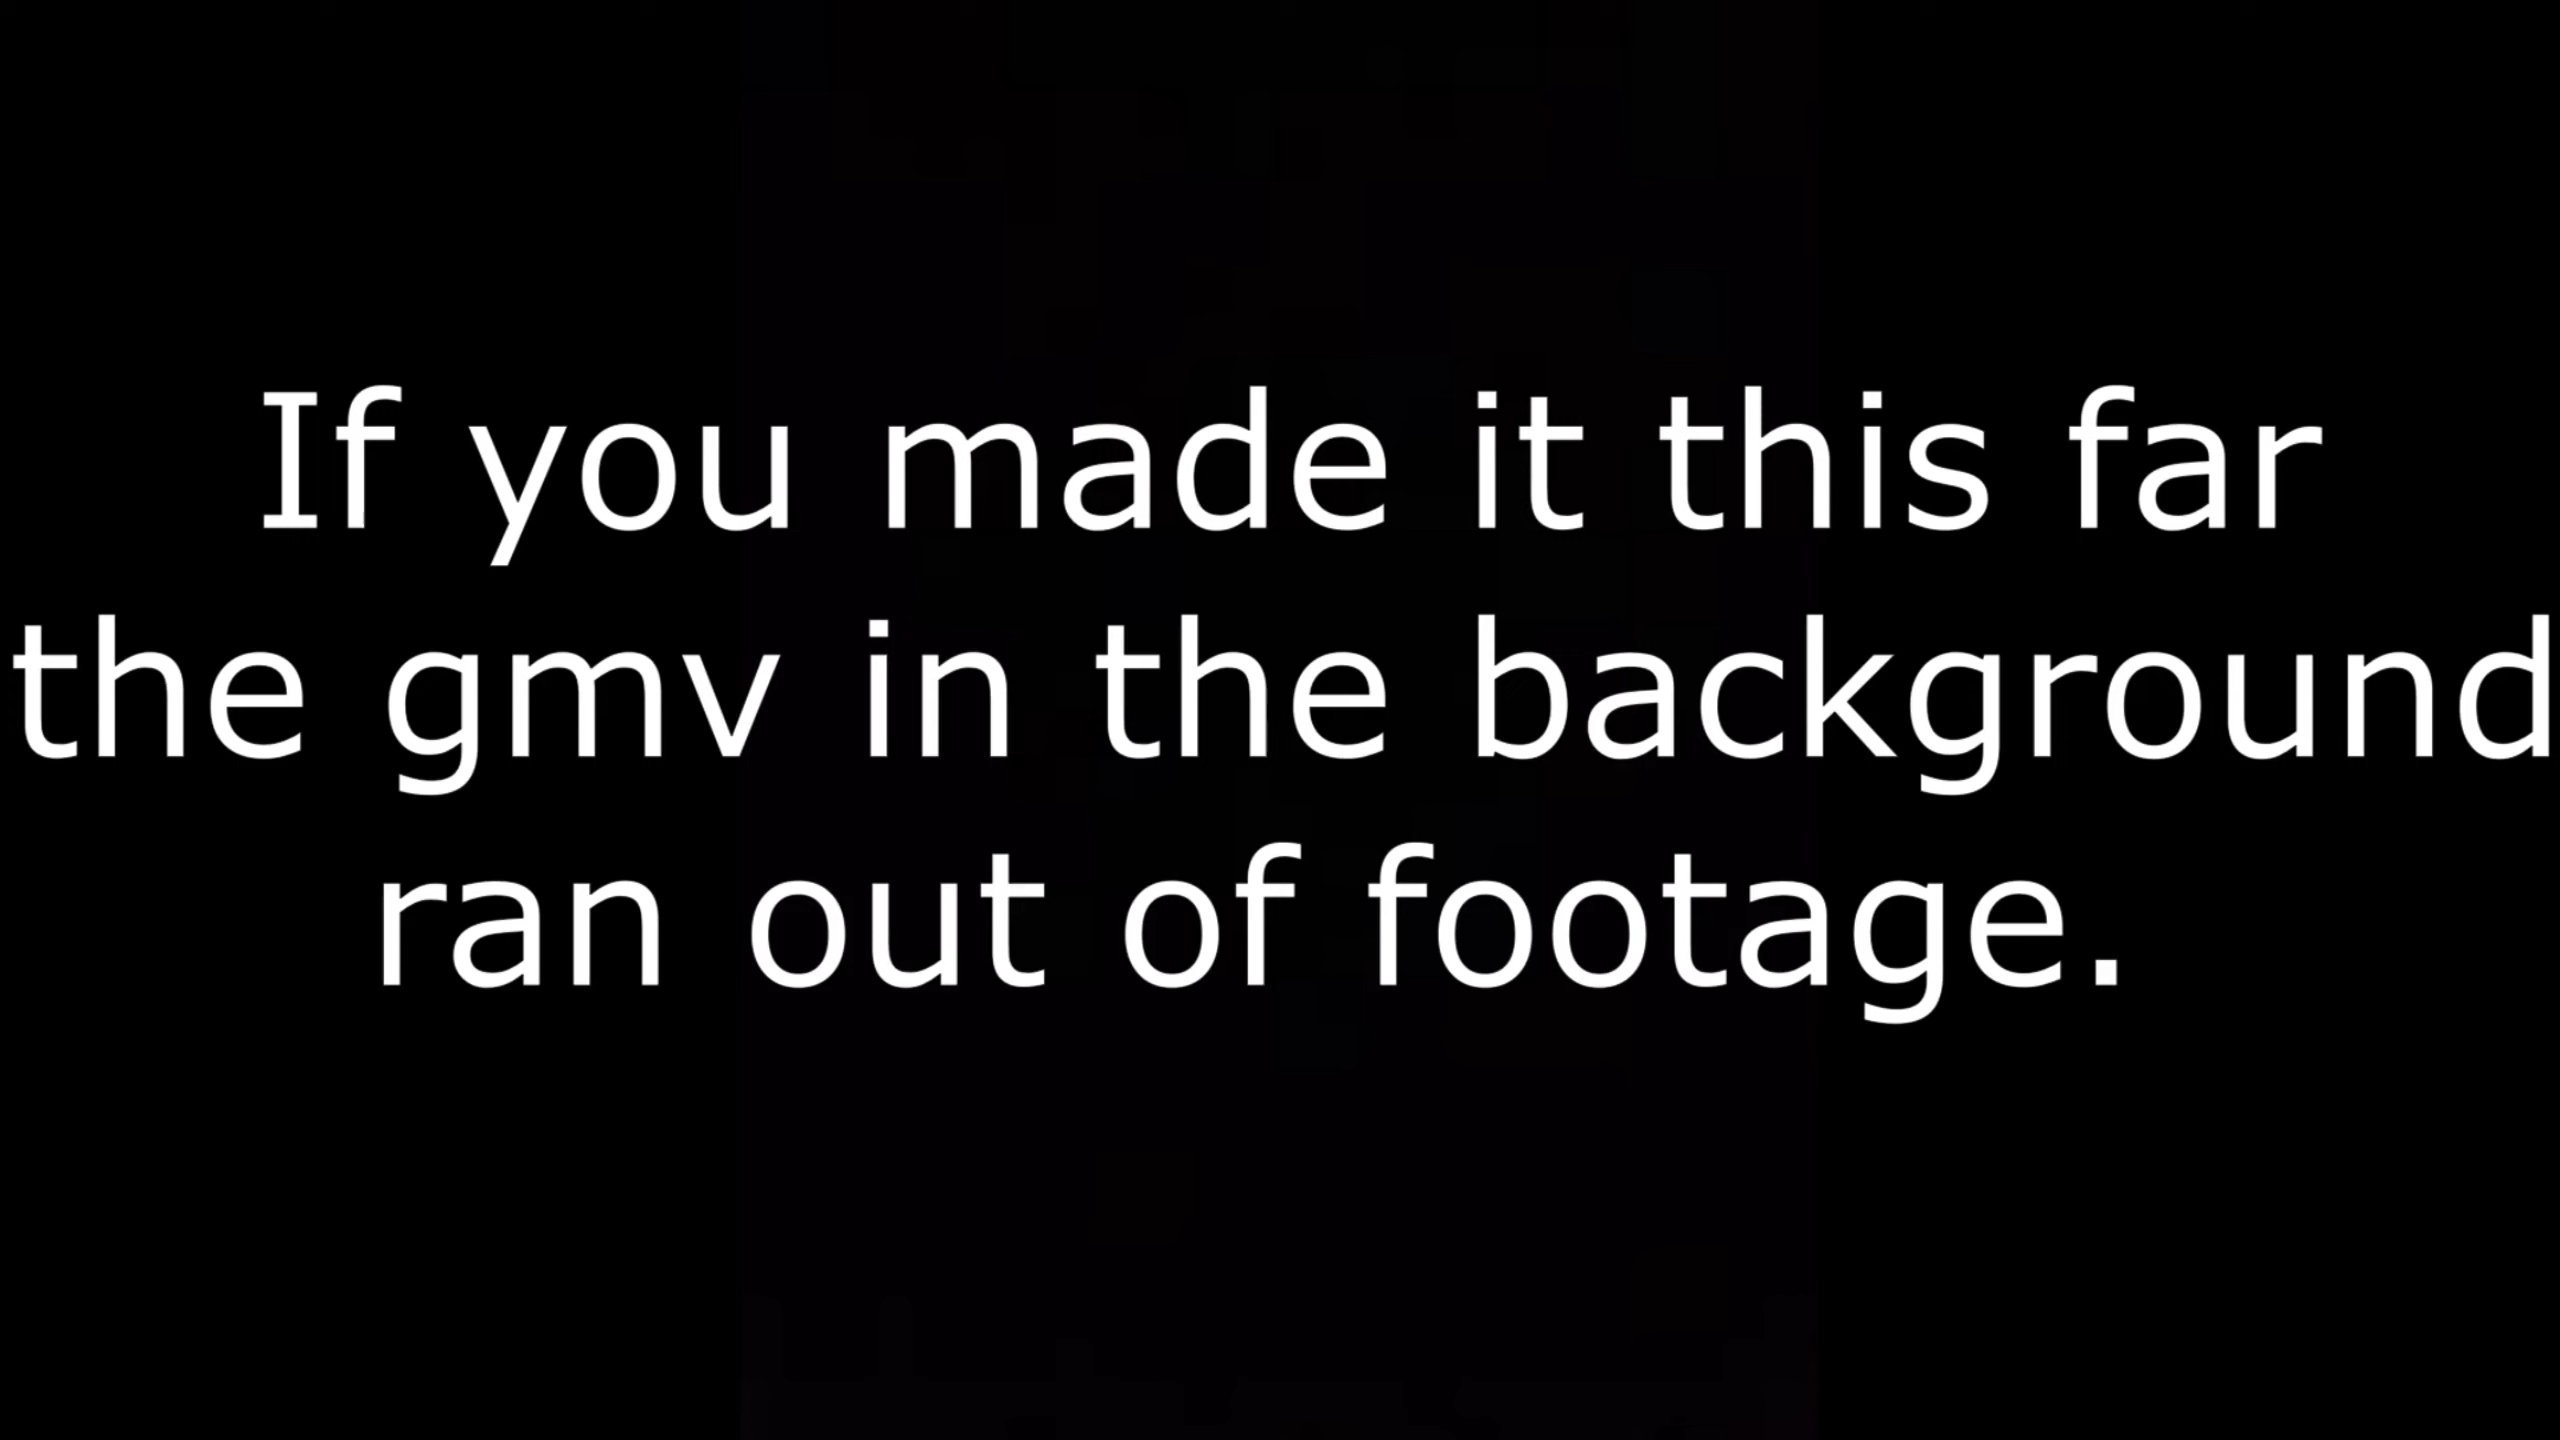 If you made it this far
the gmv in the background
ran out of footage.